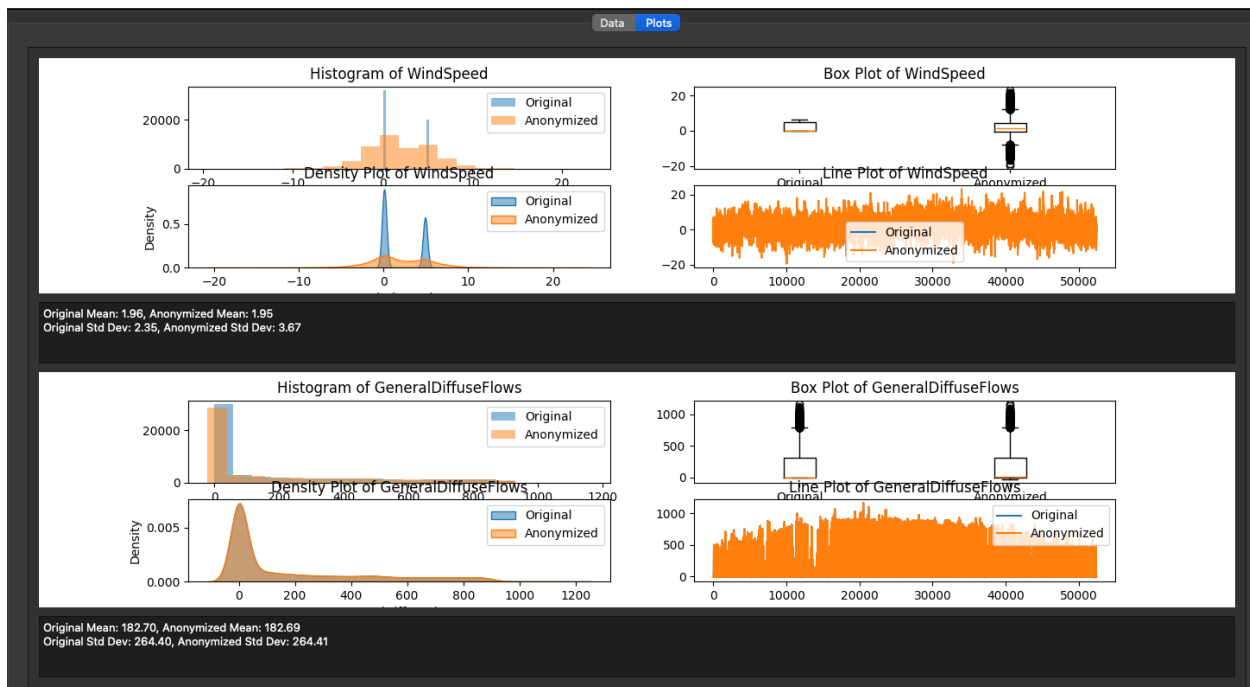 Data Plots
Histogram of WindSpeed
20000
0
Original
Anonymized
−20 −10 0 10 20
Box Plot of WindSpeed
20
0
−20
Original Anonymized
Density Plot of WindSpeed
Density
0.5
0.0
Original
Anonymized
−20 −10 0 10 20
Line Plot of WindSpeed
20
0
−20
Original
Anonymized
0 10000 20000 30000 40000 50000
Original Mean: 1.96, Anonymized Mean: 1.95
Original Std Dev: 2.35, Anonymized Std Dev: 3.67
Histogram of GeneralDiffuseFlows
20000
0
Original
Anonymized
0 200 400 600 800 1000 1200
Box Plot of GeneralDiffuseFlows
1000
500
0
Original Anonymized
Density Plot of GeneralDiffuseFlows
Density
0.005
0.000
Original
Anonymized
0 200 400 600 800 1000 1200
Line Plot of GeneralDiffuseFlows
1000
500
0
Original
Anonymized
0 10000 20000 30000 40000 50000
Original Mean: 182.70, Anonymized Mean: 182.69
Original Std Dev: 264.40, Anonymized Std Dev: 264.41